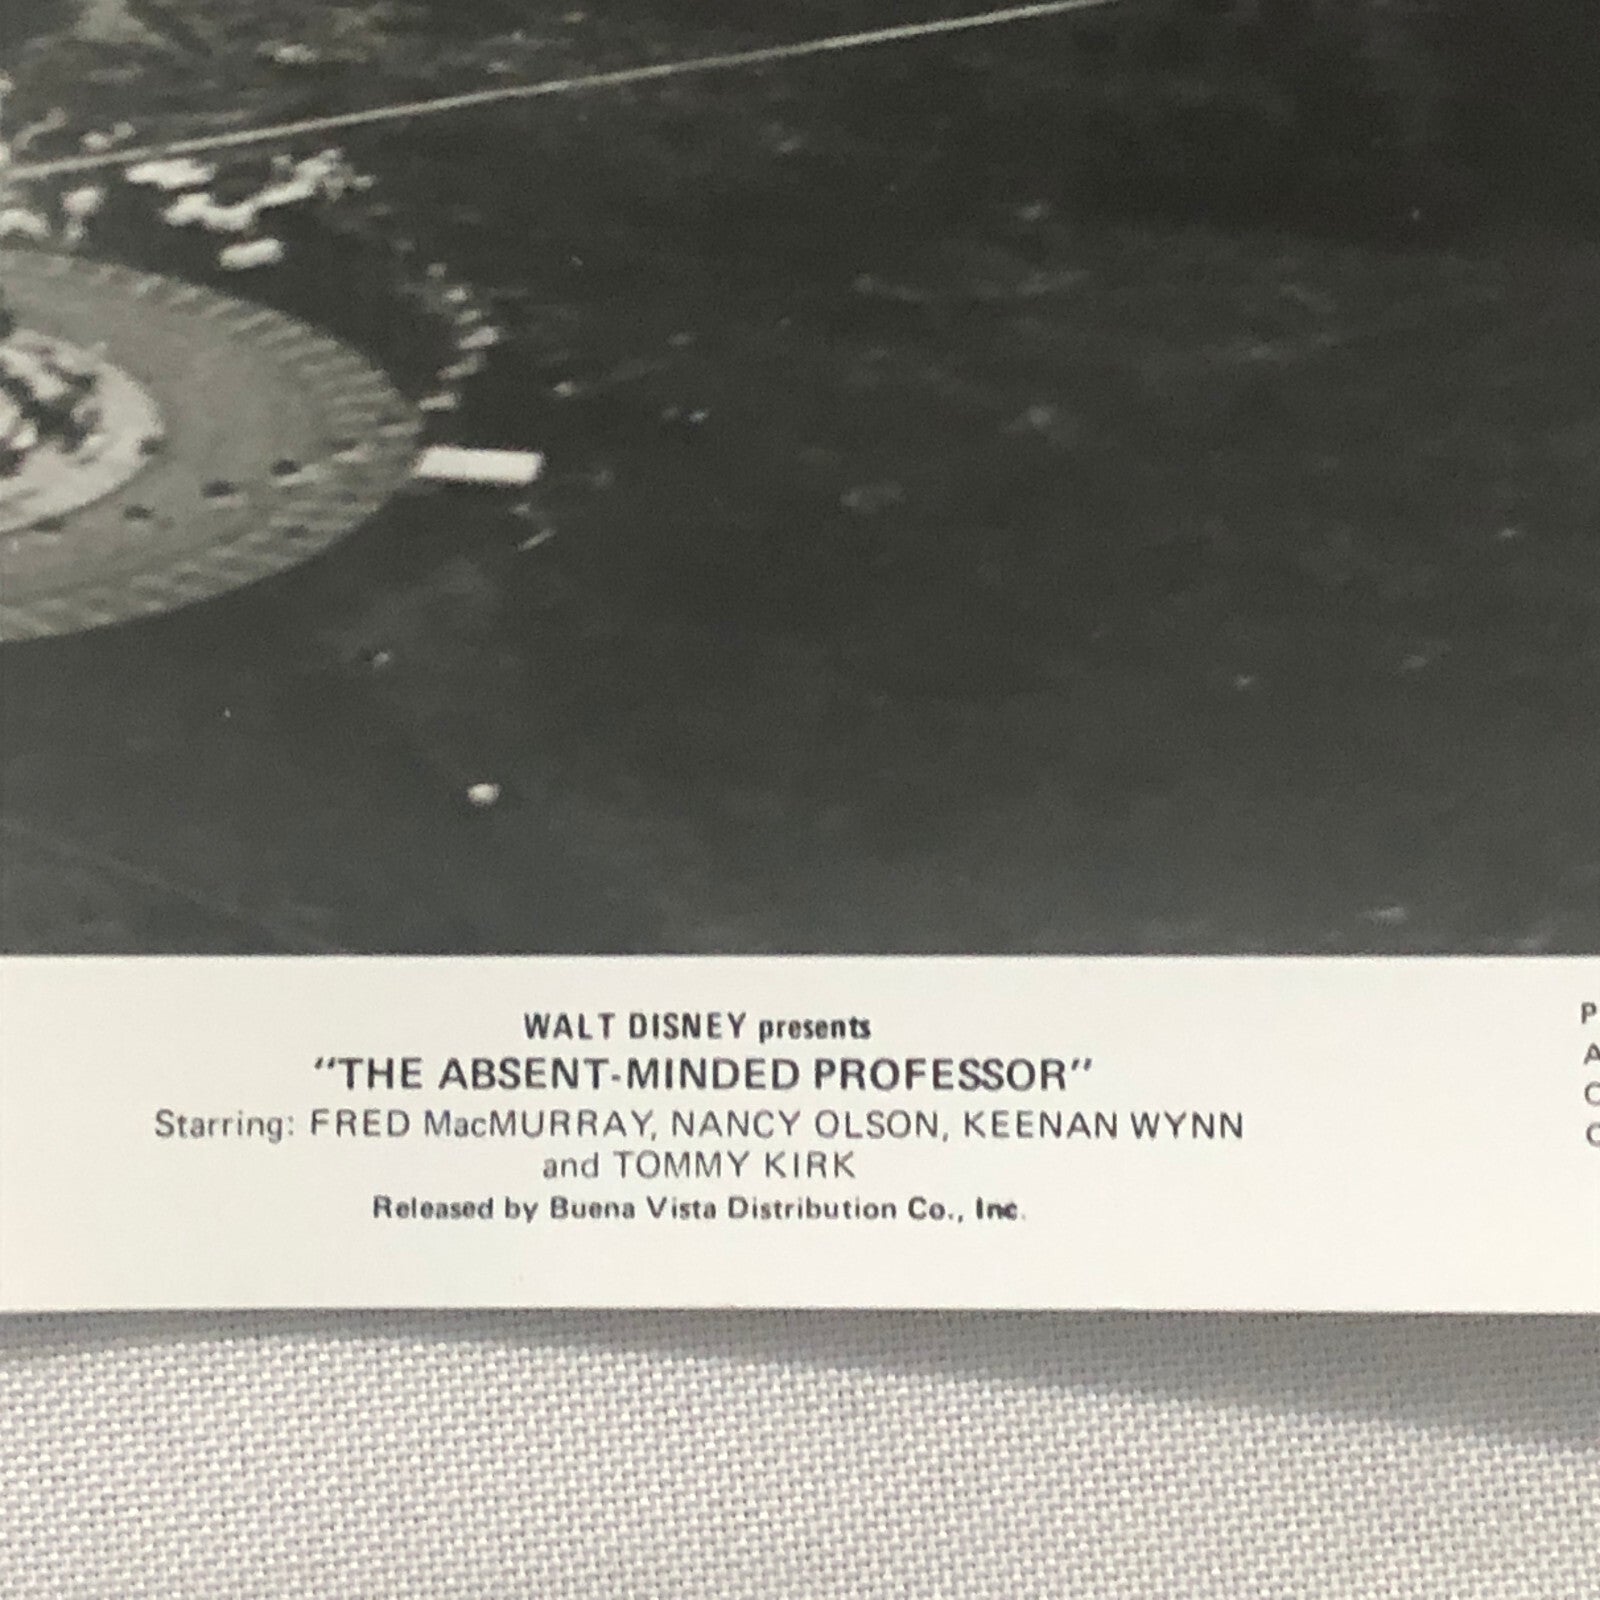 WALT DISNEY presents
"THE ABSENT-MINDED PROFESSOR"
Starring: FRED MacMURRAY, NANCY OLSON, KEENAN WYNN
and TOMMY KIRK
Released by Buena Vista Distribution Co., Inc.